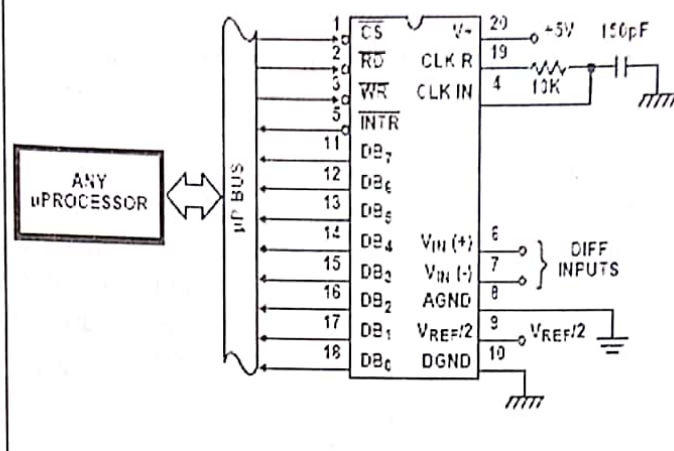 1 CS V+ 20 +5V 150pF
2 RD CLK R 19
3 WR CLK IN 4 10K
5 INTR
11 DB7
12 DB6
13 DB5
14 DB4 VIN (+) 6
15 DB3 VIN (-) 7
16 DB2 AGND 8
17 DB1 VREF/2 9 VREF/2
18 DB0 DGND 10
ANY
µPROCESSOR
µP BUS
DIFF
INPUTS